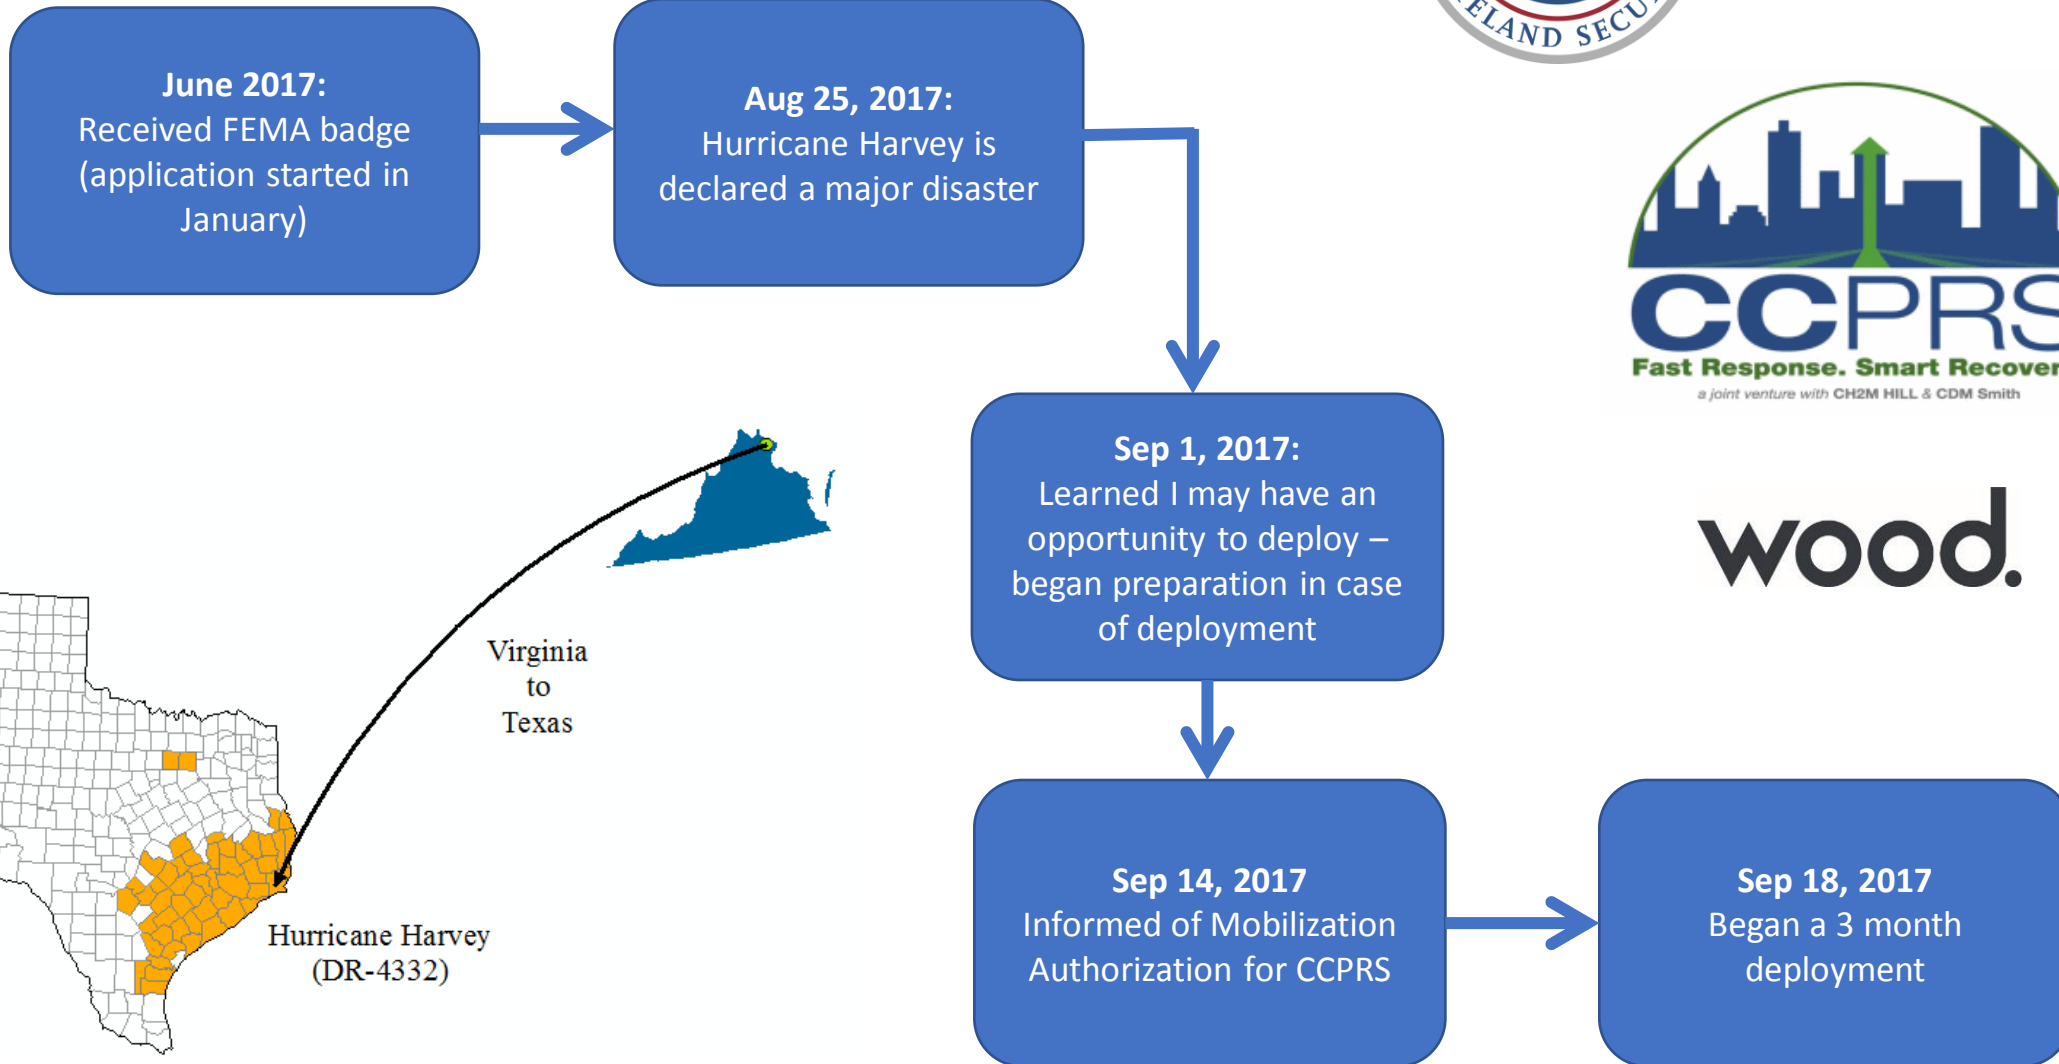 June 2017:
Received FEMA badge
(application started in
January)
Aug 25, 2017:
Hurricane Harvey is
declared a major disaster
CCPRS
Fast Response. Smart
a joint venture with CH2M HILL & CDM Smith
Sep 1, 2017:
Learned I may have an
opportunity to deploy –
began preparation in case
of deployment
wood.
Virginia
to
Texas
Hurricane Harvey
(DR-4332)
Sep 14, 2017
Informed of Mobilization
Authorization for CCPRS
Sep 18, 2017
Began a 3 month
deployment